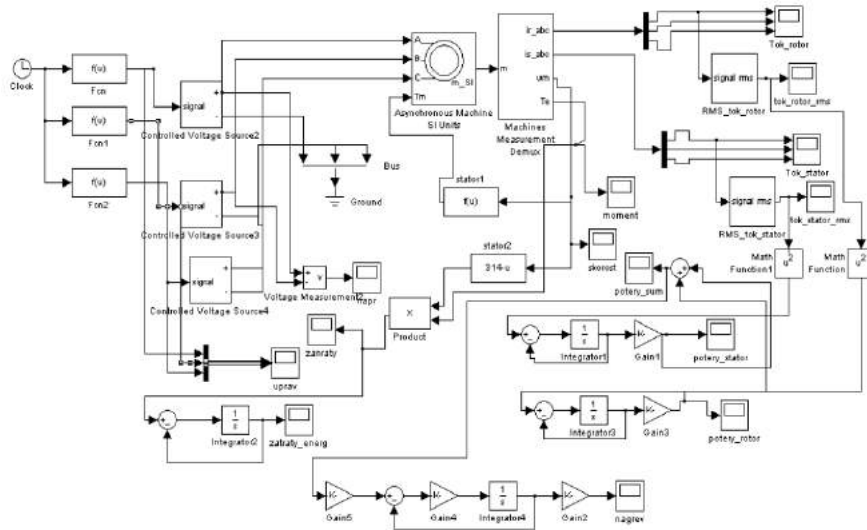 Clock
f(u)
Fcn
f(u)
Fcn1
f(u)
Fcn2
signal
+
-
Controlled Voltage Source2
signal
+
-
Controlled Voltage Source3
signal
+
-
Controlled Voltage Source4
A
B
C
Tm
m_SI
Asynchronous Machine
SI Units
m
ir_abc
is_abc
wm
Te
Machines
Measurement
Demux
Tok_rotor
signal rms
RMS_tok_rotor
tok_rotor_rms
Tok_stator
signal rms
RMS_tok_stator
tok_stator_rms
Bus
Ground
stator1
f(u)
moment
stator2
314-u
skorost
+
-
v
Voltage Measurement2
napr
x
Product
zanraty
uprav
potery_sum
Math
Function1
u²
Math
Function
u²
1
s
Integrator1
K-
Gain1
potery_stator
1
s
Integrator3
K-
Gain3
potery_rotor
1
s
Integrator2
zatraty_energ
K-
Gain5
K-
Gain4
1
s
Integrator4
K-
Gain2
nagrev